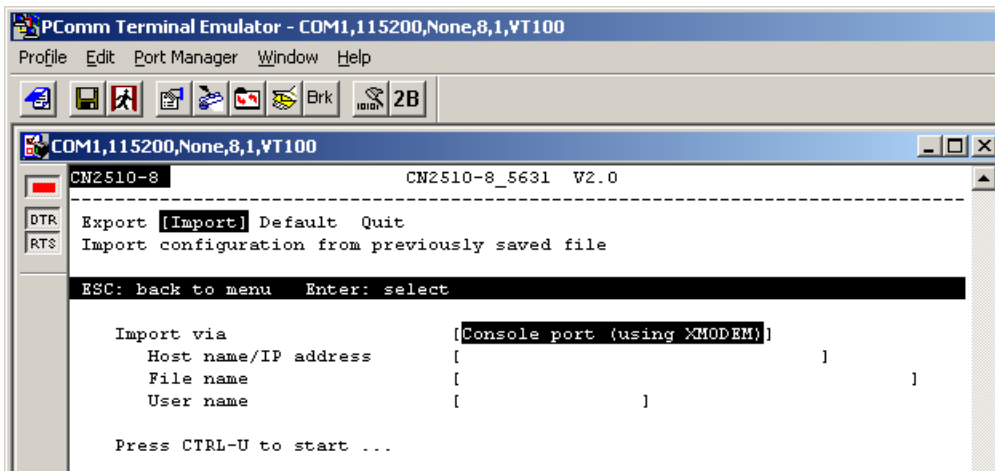 PComm Terminal Emulator - COM1,115200,None,8,1,VT100
Profile Edit Port Manager Window Help
Brk 2B
COM1,115200,None,8,1,VT100
CN2510-8 CN2510-8_5631 V2.0
DTR
RTS
Export [Import] Default Quit
Import configuration from previously saved file
ESC: back to menu Enter: select
Import via [Console port (using XMODEM)]
Host name/IP address [ ]
File name [ ]
User name [ ]
Press CTRL-U to start ...